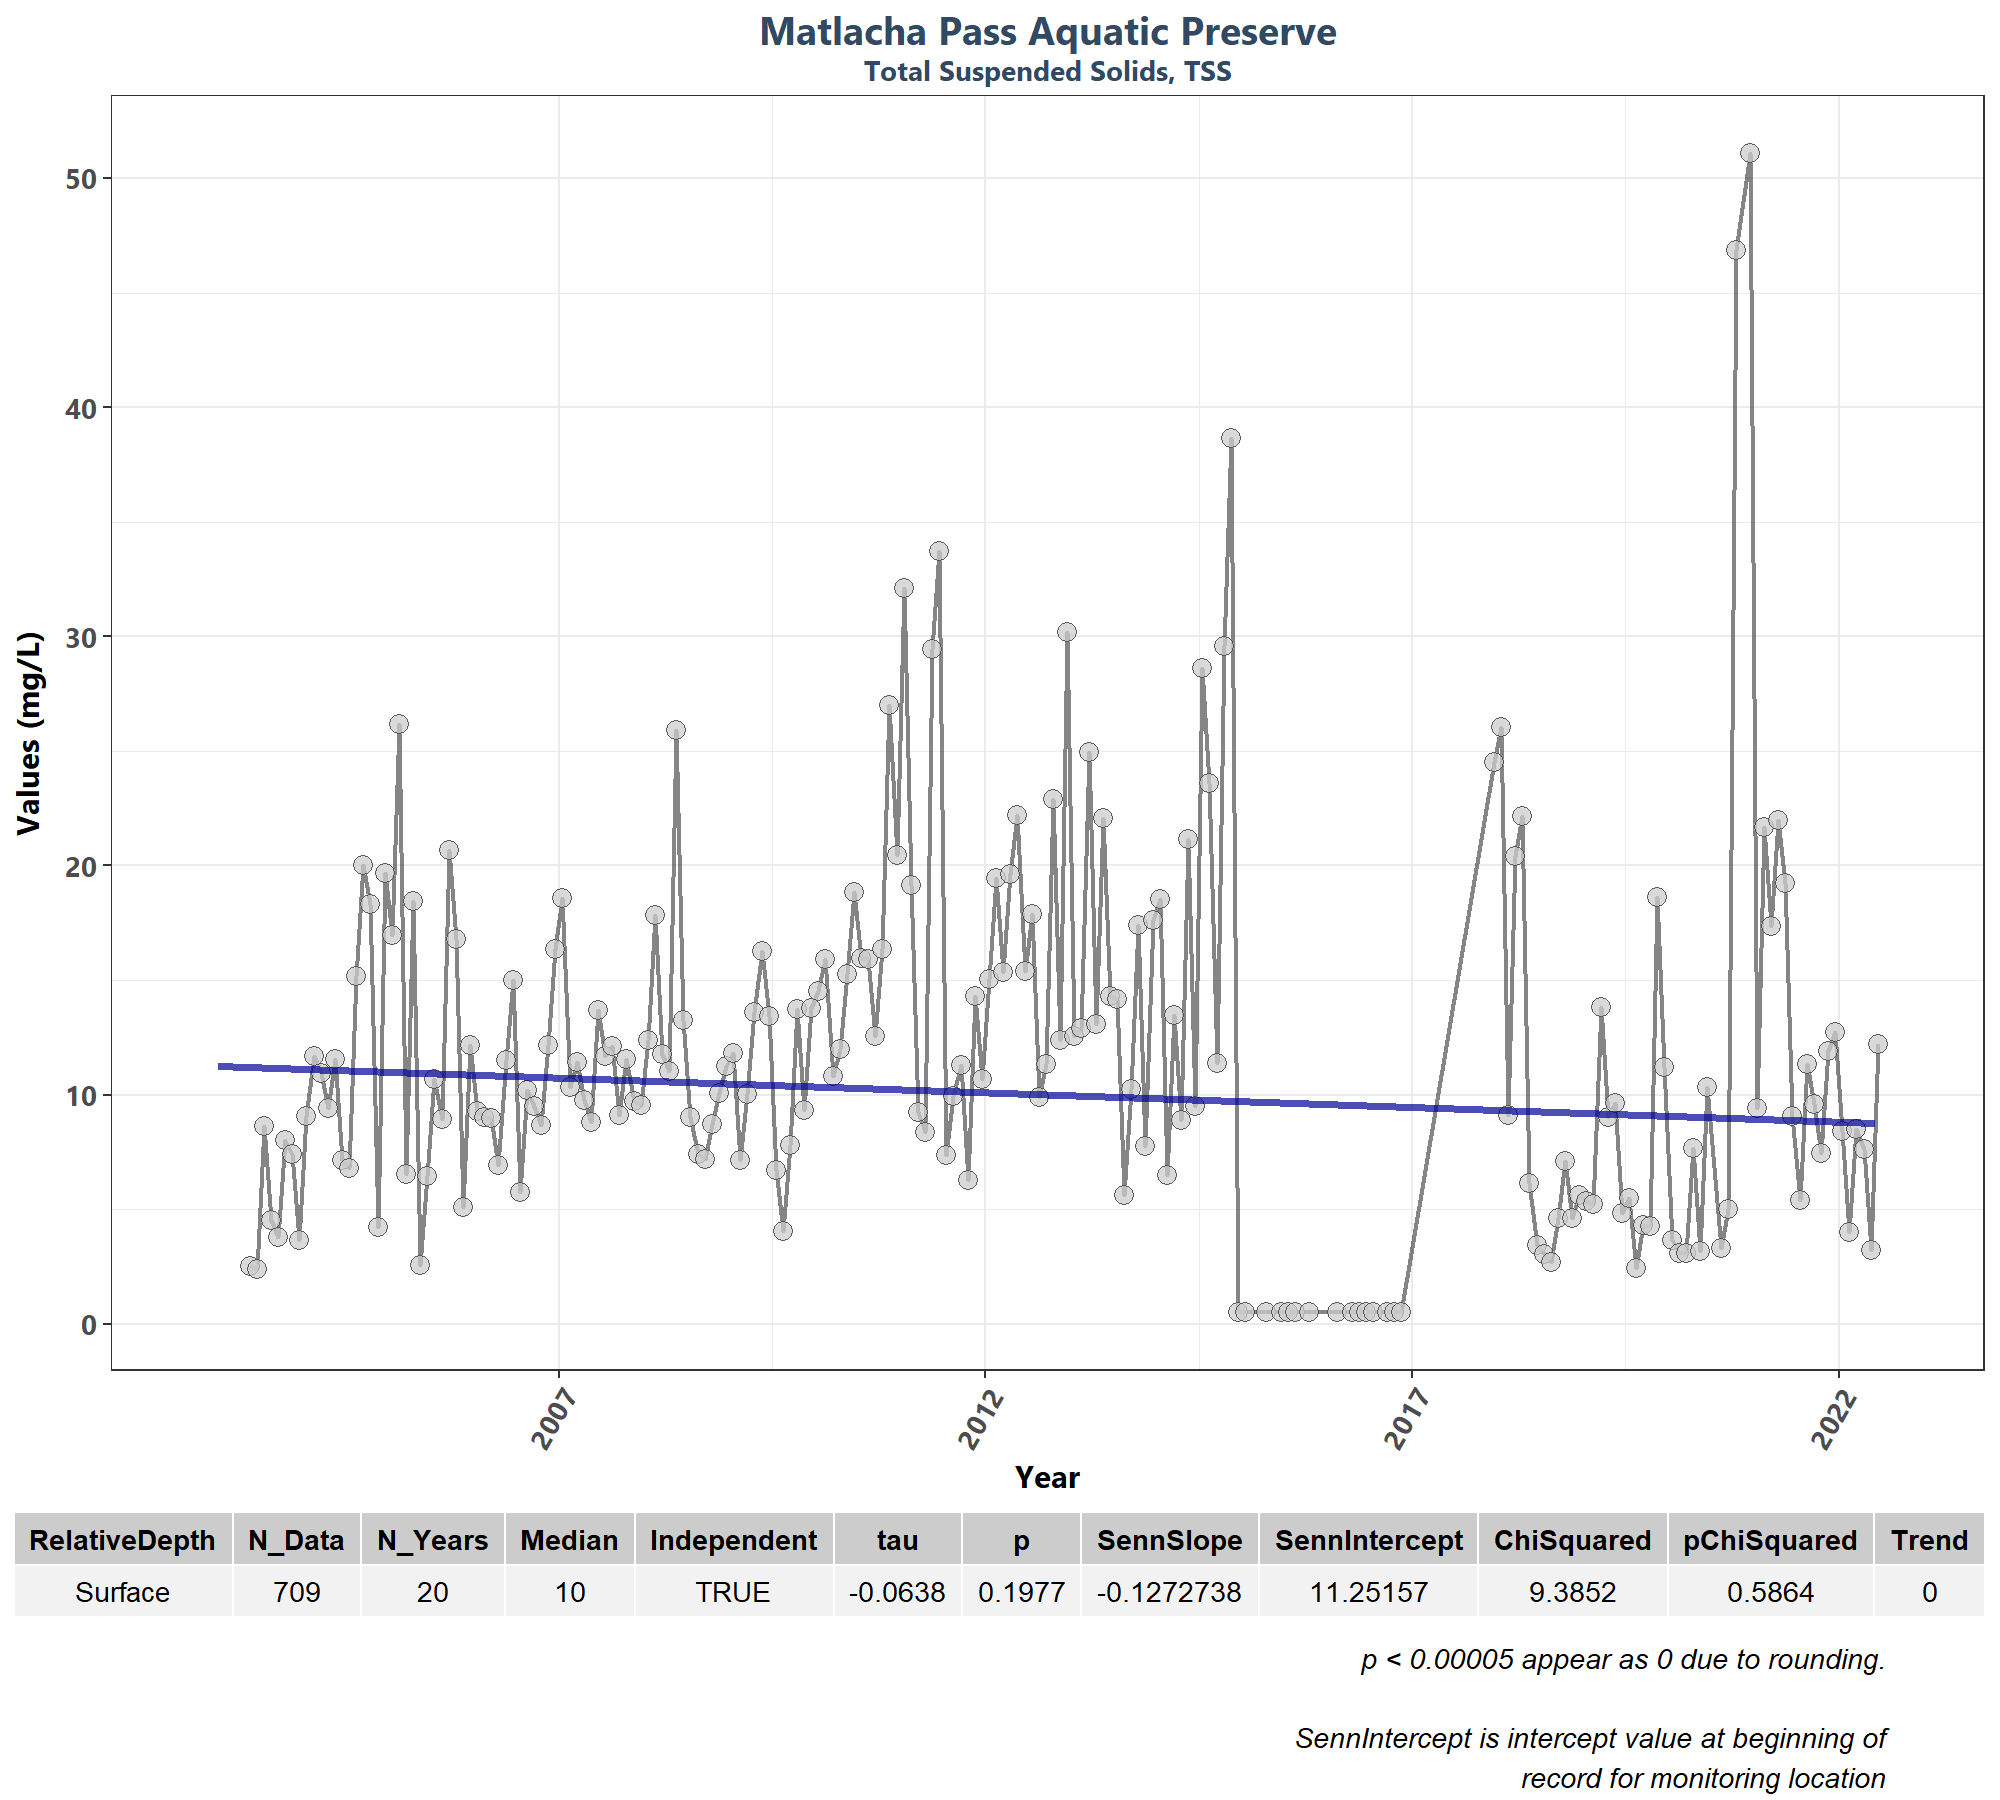 Matlacha Pass Aquatic Preserve
Total Suspended Solids, TSS
Values (mg/L)
50
40
30
20
10
0
2007
2012
2017
2022
Year
RelativeDepth N_Data N_Years Median Independent tau p SennSlope SennIntercept ChiSquared pChiSquared Trend
Surface 709 20 10 TRUE -0.0638 0.1977 -0.1272738 11.25157 9.3852 0.5864 0
p < 0.00005 appear as 0 due to rounding.
SennIntercept is intercept value at beginning of
record for monitoring location